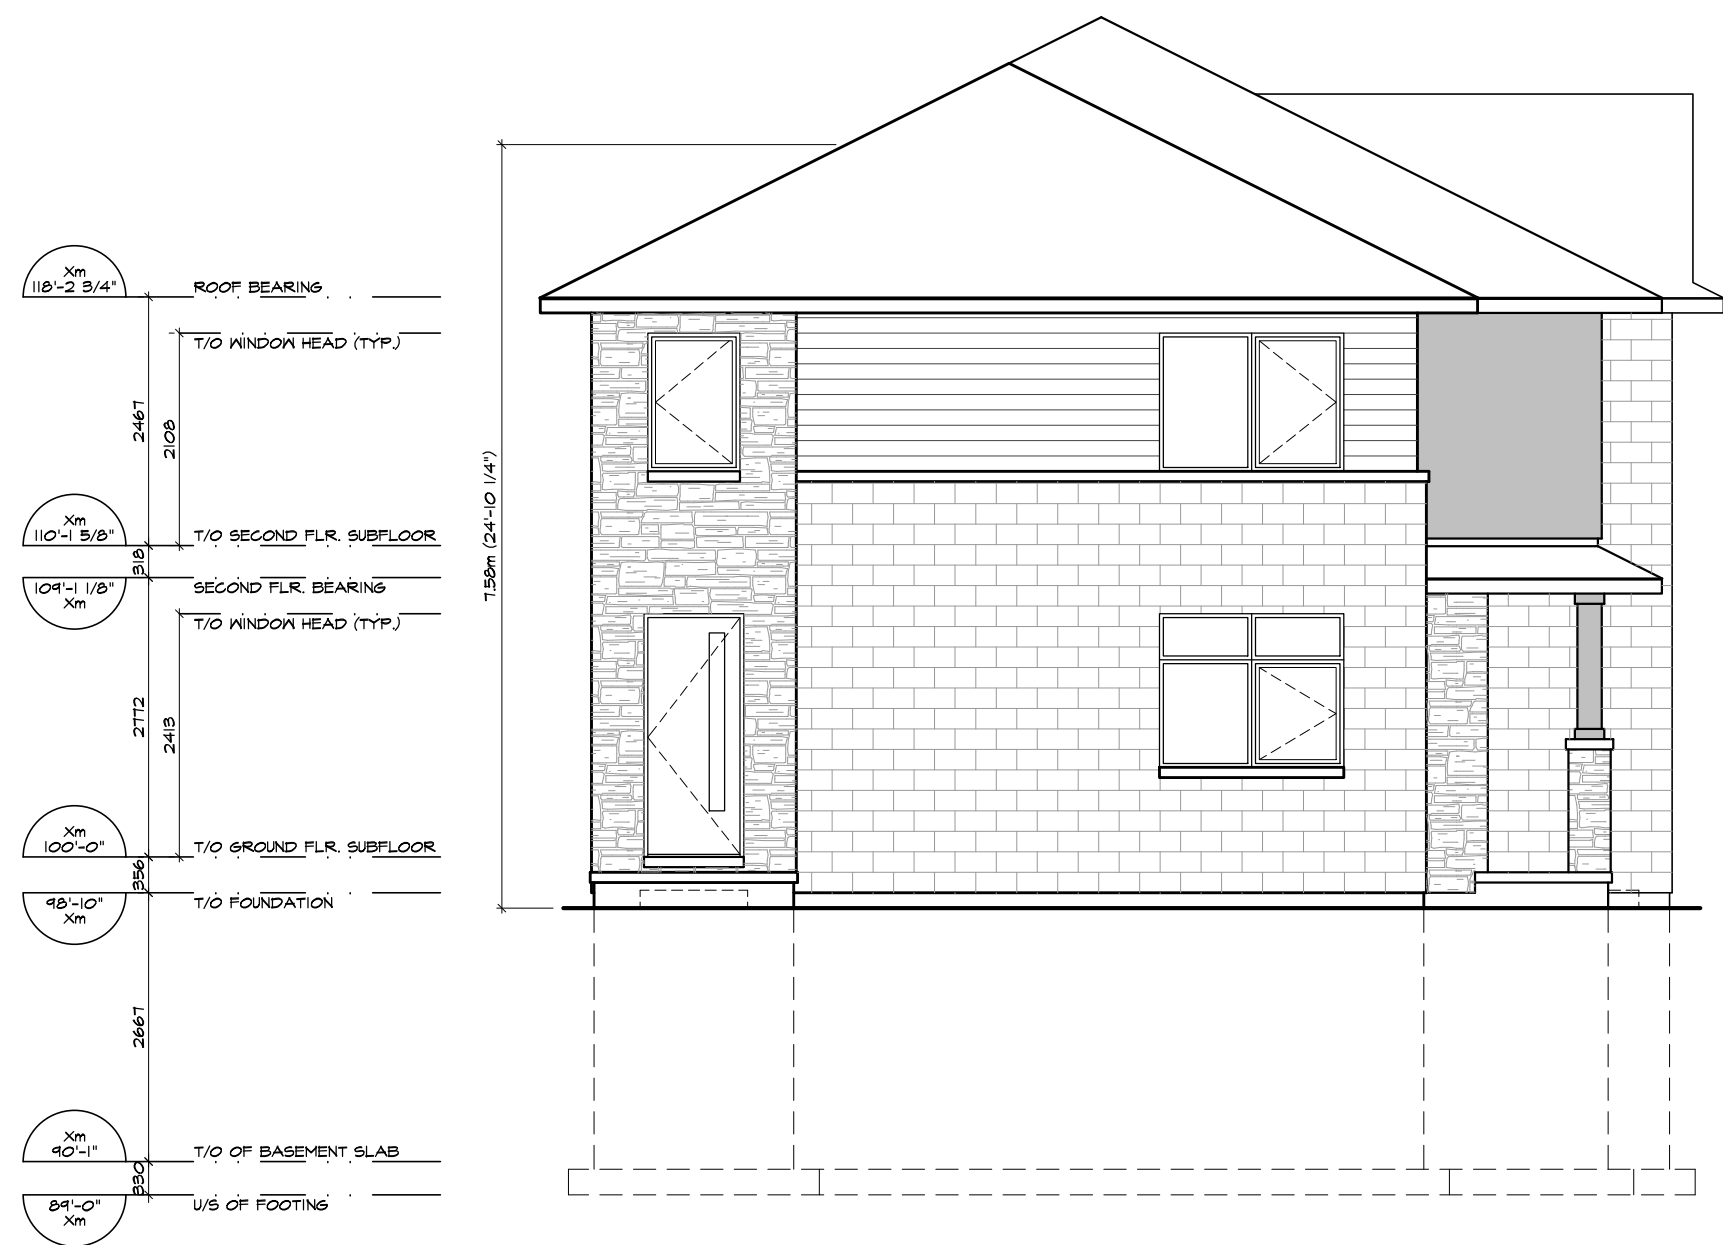 Xm
118'-2 3/4"
ROOF BEARING
T/O WINDOW HEAD (TYP.)
2467
2108
7.58m (24'-10 1/4")
Xm
110'-1 5/8"
T/O SECOND FLR. SUBFLOOR
318
109'-1 1/8"
Xm
SECOND FLR. BEARING
T/O WINDOW HEAD (TYP.)
2772
2413
Xm
100'-0"
T/O GROUND FLR. SUBFLOOR
356
98'-10"
Xm
T/O FOUNDATION
2667
Xm
90'-1"
T/O OF BASEMENT SLAB
330
89'-0"
Xm
U/S OF FOOTING